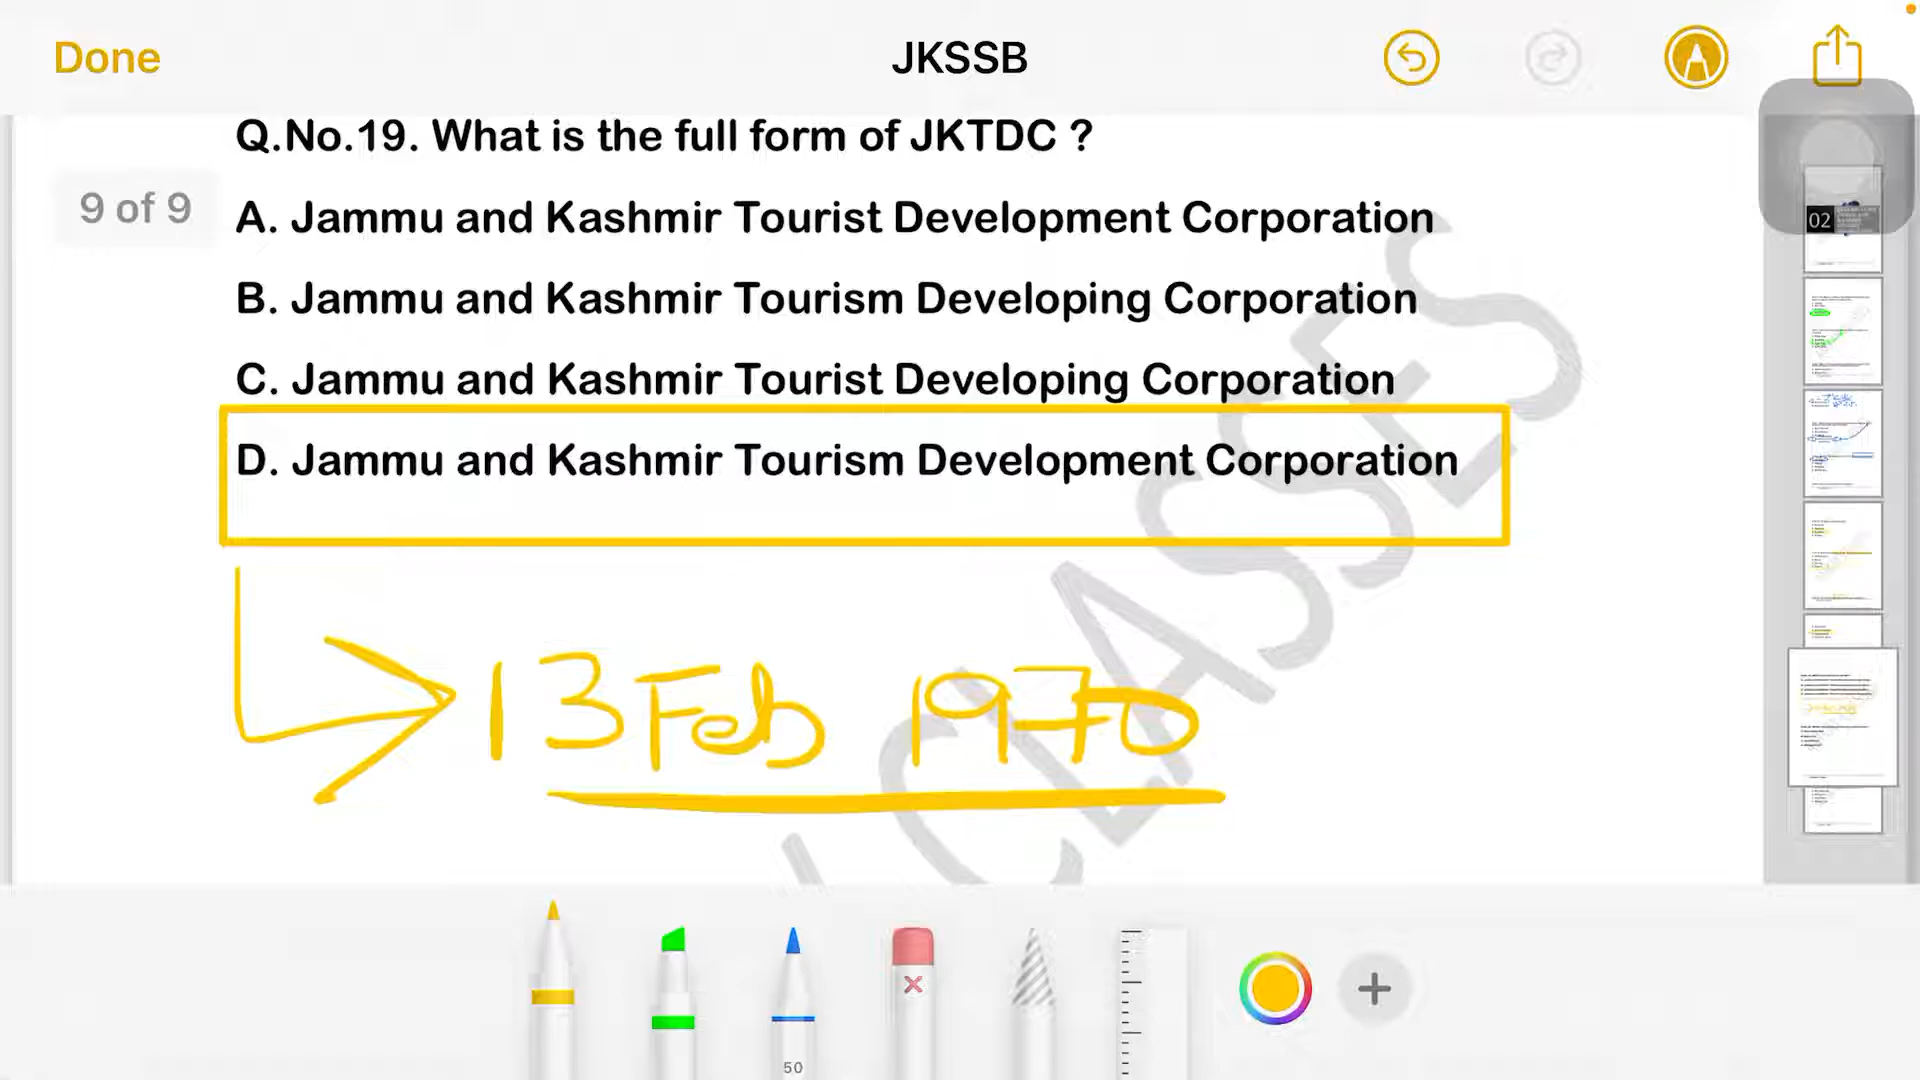 Done
JKSSB
Q.No.19. What is the full form of JKTDC ?
9 of 9
A. Jammu and Kashmir Tourist Development Corporation
02
B. Jammu and Kashmir Tourism Developing Corporation
C. Jammu and Kashmir Tourist Developing Corporation
D. Jammu and Kashmir Tourism Development Corporation
13 Feb 1970
CLASSES
50